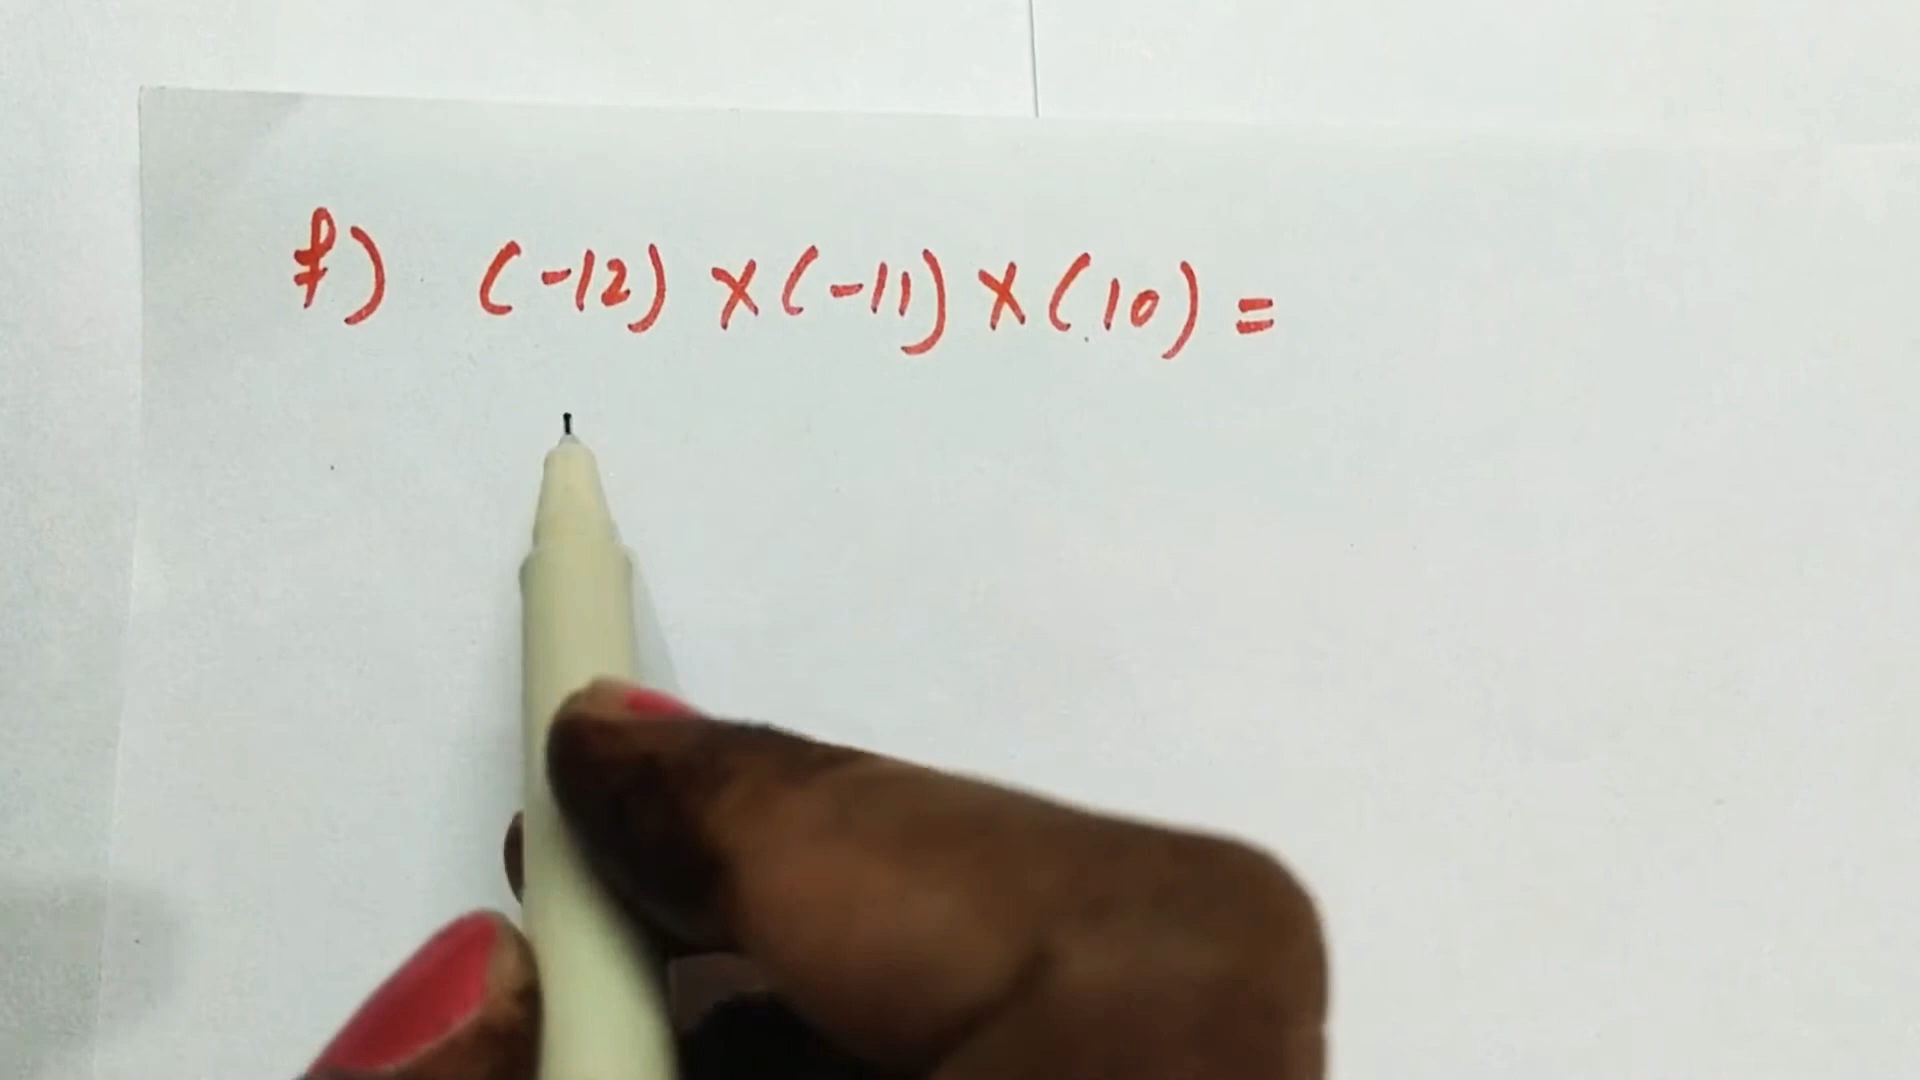 f) (-12) × (-11) × (10) =